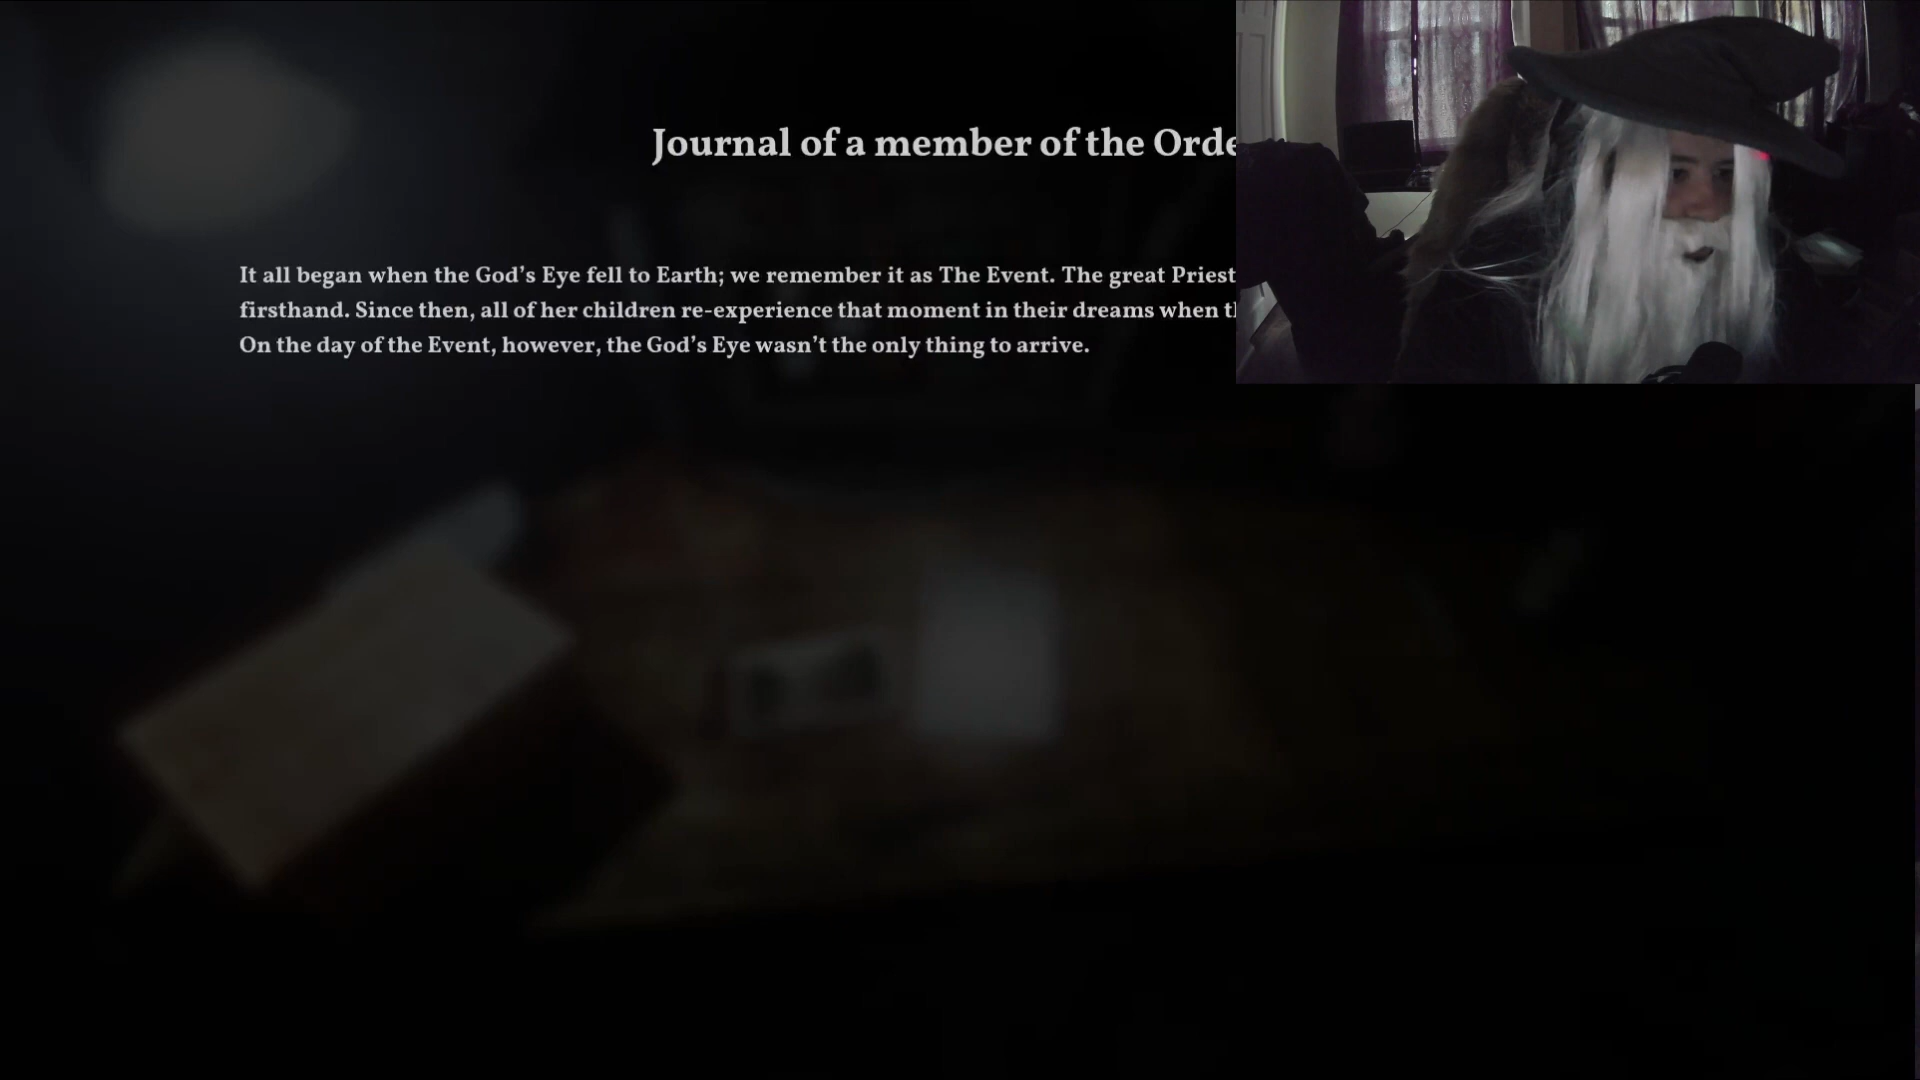 Journal of a member of the Orde
It all began when the God's Eye fell to Earth; we remember it as The Event. The great Priest
firsthand. Since then, all of her children re-experience that moment in their dreams when
On the day of the Event, however, the God's Eye wasn't the only thing to arrive.